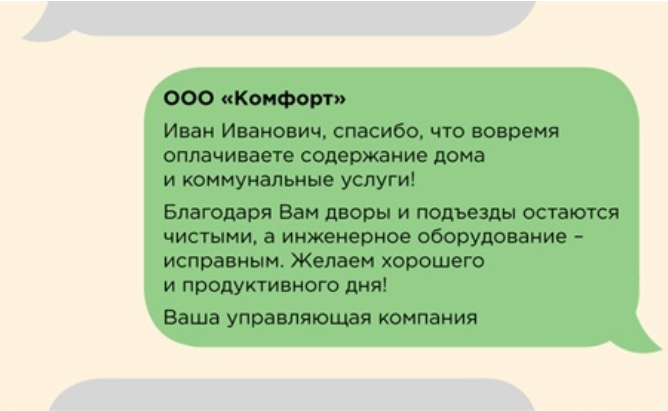 ООО «Комфорт»
Иван Иванович, спасибо, что вовремя
оплачиваете содержание дома
и коммунальные услуги!
Благодаря Вам дворы и подъезды остаются
чистыми, а инженерное оборудование –
исправным. Желаем хорошего
и продуктивного дня!
Ваша управляющая компания